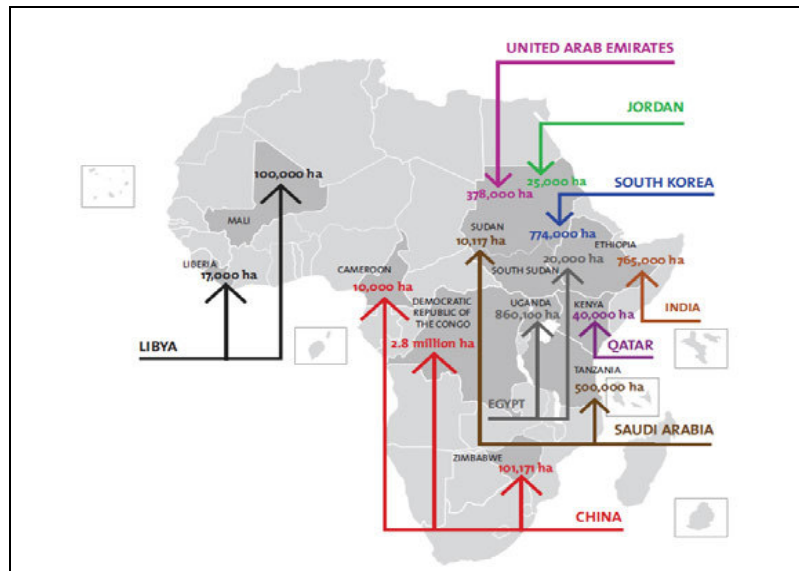 UNITED ARAB EMIRATES
JORDAN
100,000 ha
25,000 ha
378,000 ha
SOUTH KOREA
MALI
SUDAN
774,000 ha
10,117 ha
ETHIOPIA
LIBERIA
CAMEROON
SOUTH SUDAN
20,000 ha
765,000 ha
17,000 ha
10,000 ha
DEMOCRATIC
REPUBLIC OF
THE CONGO
UGANDA
860,100 ha
KENYA
40,000 ha
INDIA
2.8 million ha
LIBYA
QATAR
TANZANIA
500,000 ha
EGYPT
SAUDI ARABIA
ZIMBABWE
101,171 ha
CHINA